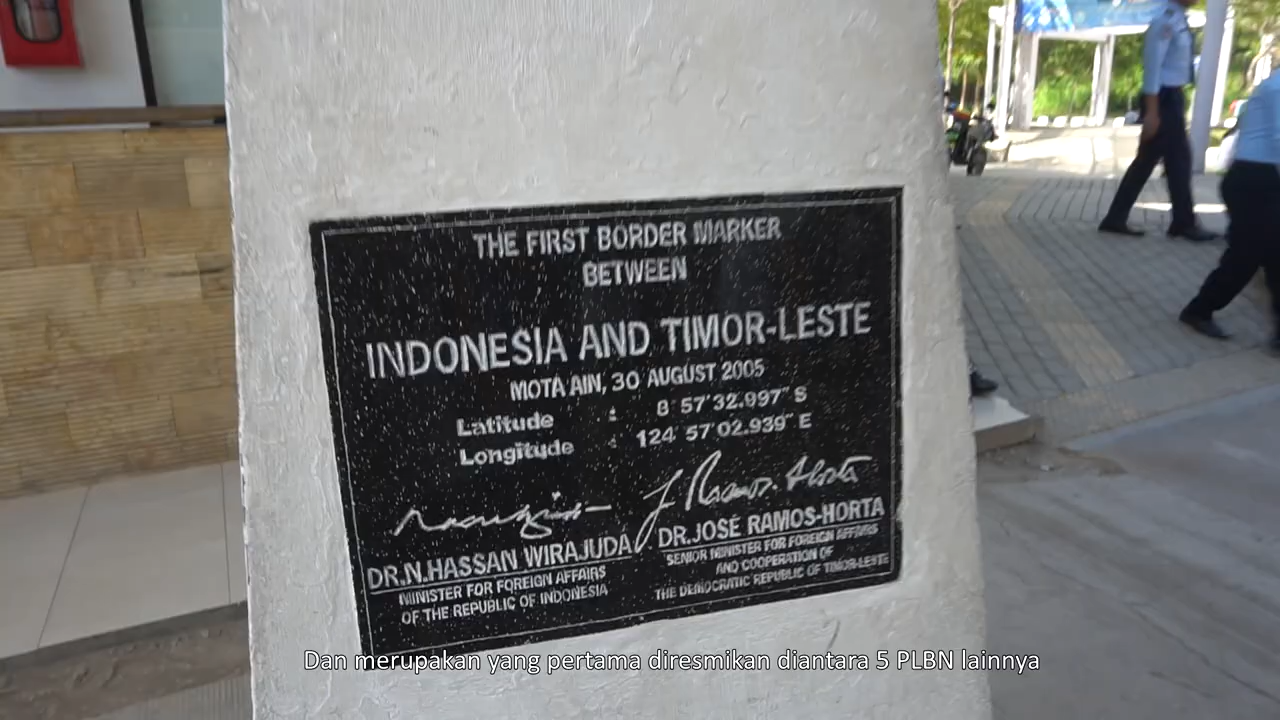 THE FIRST BORDER MARKER
BETWEEN
INDONESIA AND TIMOR-LESTE
MOTA AIN, 30 AUGUST 2005
Latitude : 8° 57' 32.997" S
Longitude : 124° 57' 02.939" E
J. Ramos-Horta
DR.N.HASSAN WIRAJUDA
MINISTER FOR FOREIGN AFFAIRS
OF THE REPUBLIC OF INDONESIA
DR.JOSE RAMOS-HORTA
SENIOR MINISTER FOR FOREIGN AFFAIRS
AND COOPERATION OF
THE DEMOCRATIC REPUBLIC OF TIMOR-LESTE
Dan merupakan yang pertama diresmikan diantara 5 PLBN lainnya